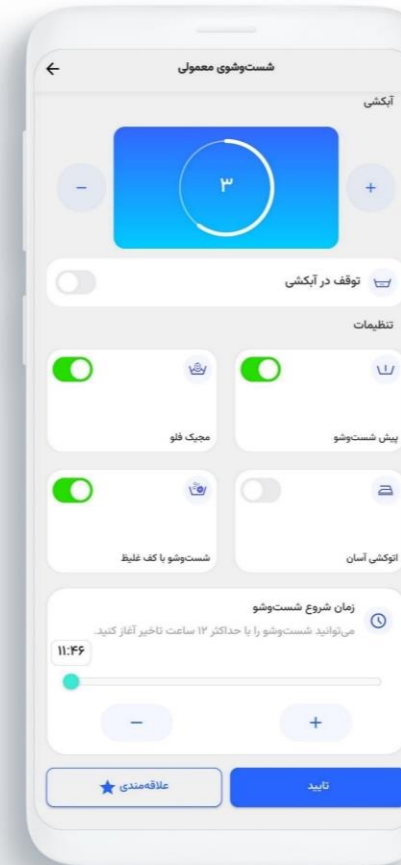 شست‌وشوی معمولی
آبکشی
۳
توقف در آبکشی
تنظیمات
پیش شست‌وشو
مجیک فلو
اتوکشی آسان
شست‌وشو با کف غلیظ
زمان شروع شست‌وشو
می‌توانید شست‌وشو را با حداکثر ۱۲ ساعت تاخیر آغاز کنید.
۱۱:۴۶
تایید
علاقه‌مندی